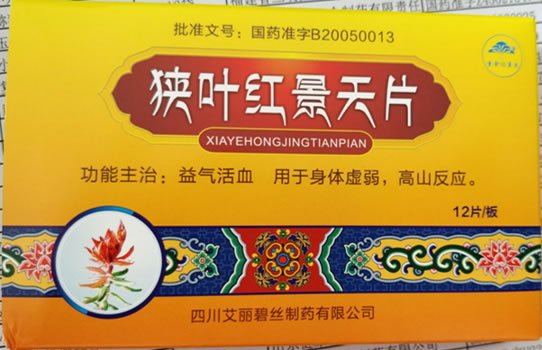 批准文号：国药准字B20050013
狭叶红景天片
XIAYEHONGJINGTIANPIAN
功能主治：益气活血 用于身体虚弱，高山反应。
12片/板
四川艾丽碧丝制药有限公司